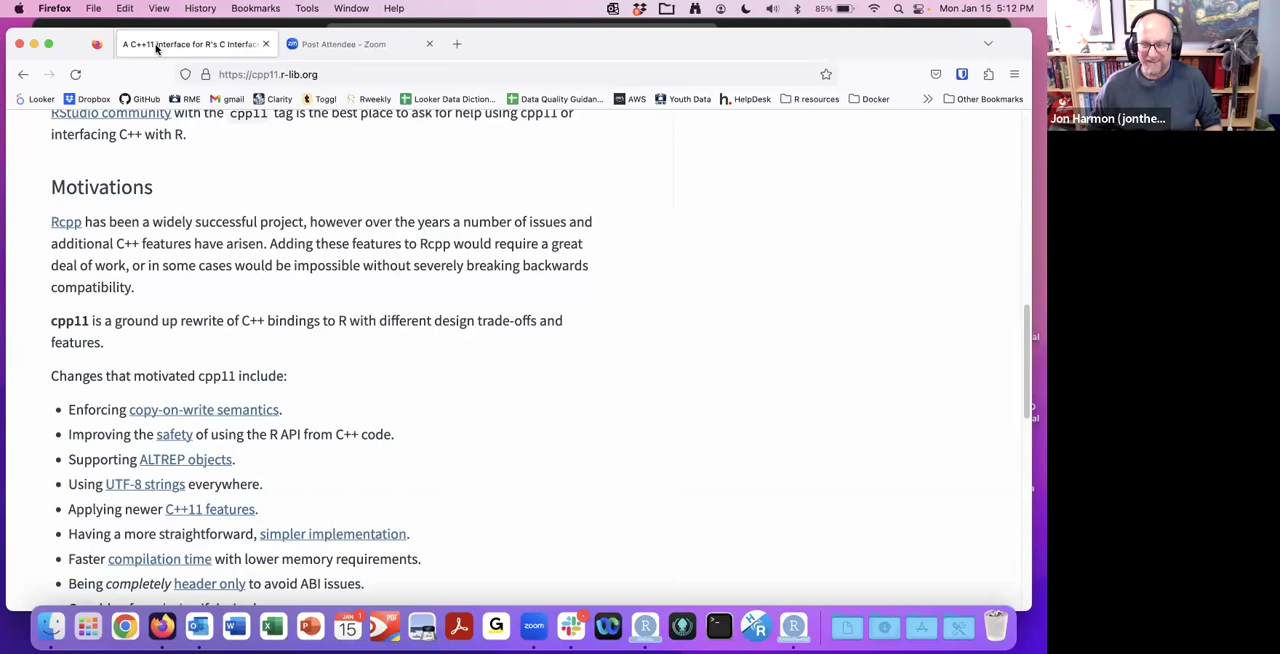 Firefox File Edit View History Bookmarks Tools Window Help
85% Mon Jan 15 5:12 PM
A C++11 Interface for R's C Interfac
Post Attendee - Zoom
https://cpp11.r-lib.org
Looker Dropbox GitHub RME gmail Clarity Toggl Rweekly Looker Data Diction... Data Quality Guidan... AWS Youth Data HelpDesk R resources Docker Other Bookmarks
RStudio community with the cpp11 tag is the best place to ask for help using cpp11 or
interfacing C++ with R.
Motivations
Rcpp has been a widely successful project, however over the years a number of issues and
additional C++ features have arisen. Adding these features to Rcpp would require a great
deal of work, or in some cases would be impossible without severely breaking backwards
compatibility.
cpp11 is a ground up rewrite of C++ bindings to R with different design trade-offs and
features.
Changes that motivated cpp11 include:
• Enforcing copy-on-write semantics.
• Improving the safety of using the R API from C++ code.
• Supporting ALTREP objects.
• Using UTF-8 strings everywhere.
• Applying newer C++11 features.
• Having a more straightforward, simpler implementation.
• Faster compilation time with lower memory requirements.
• Being completely header only to avoid ABI issues.
Jon Harmon (jonthe...
JAN
15
zoom